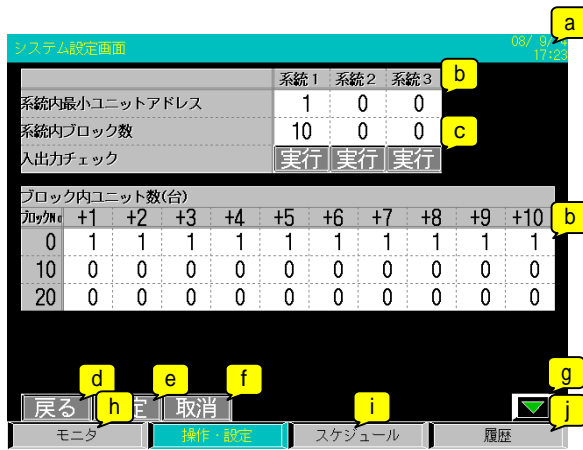 a
システム設定画面 08/ 9/ 4
17:23
系統1 系統2 系統3 b
系統内最小ユニットアドレス 1 0 0
系統内ブロック数 10 0 0 c
入出力チェック 実行 実行 実行
ブロック内ユニット数(台)
ブロックNo +1 +2 +3 +4 +5 +6 +7 +8 +9 +10 b
0 1 1 1 1 1 1 1 1 1 1
10 0 0 0 0 0 0 0 0 0 0
20 0 0 0 0 0 0 0 0 0 0
d e f g
戻る 定 取消
h i j
モニタ 操作・設定 スケジュール 履歴